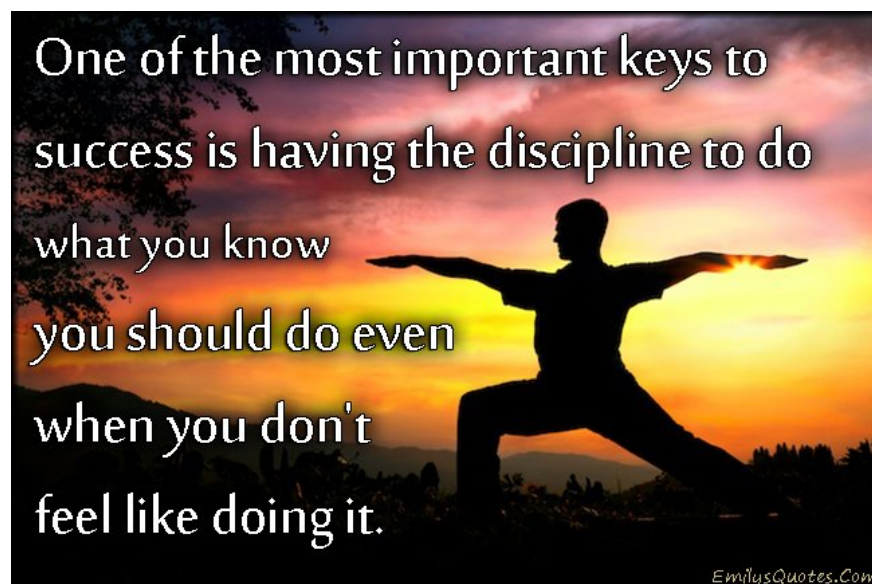 One of the most important keys to
success is having the discipline to do
what you know
you should do even
when you don't
feel like doing it.
EmilysQuotes.Com